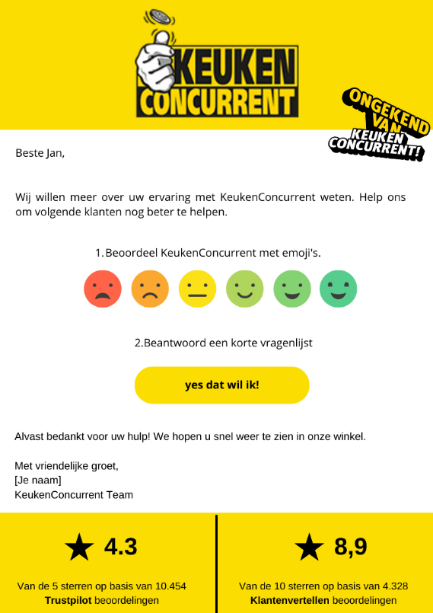 KEUKEN
CONCURRENT
ONGEKEND
VAN
KEUKEN
CONCURRENT!
Beste Jan,
Wij willen meer over uw ervaring met KeukenConcurrent weten. Help ons
om volgende klanten nog beter te helpen.
1.Beoordeel KeukenConcurrent met emoji's.
2.Beantwoord een korte vragenlijst
yes dat wil ik!
Alvast bedankt voor uw hulp! We hopen u snel weer te zien in onze winkel.
Met vriendelijke groet,
[Je naam]
KeukenConcurrent Team
4.3
Van de 5 sterren op basis van 10.454
Trustpilot beoordelingen
8,9
Van de 10 sterren op basis van 4.328
Klantenvertellen beoordelingen